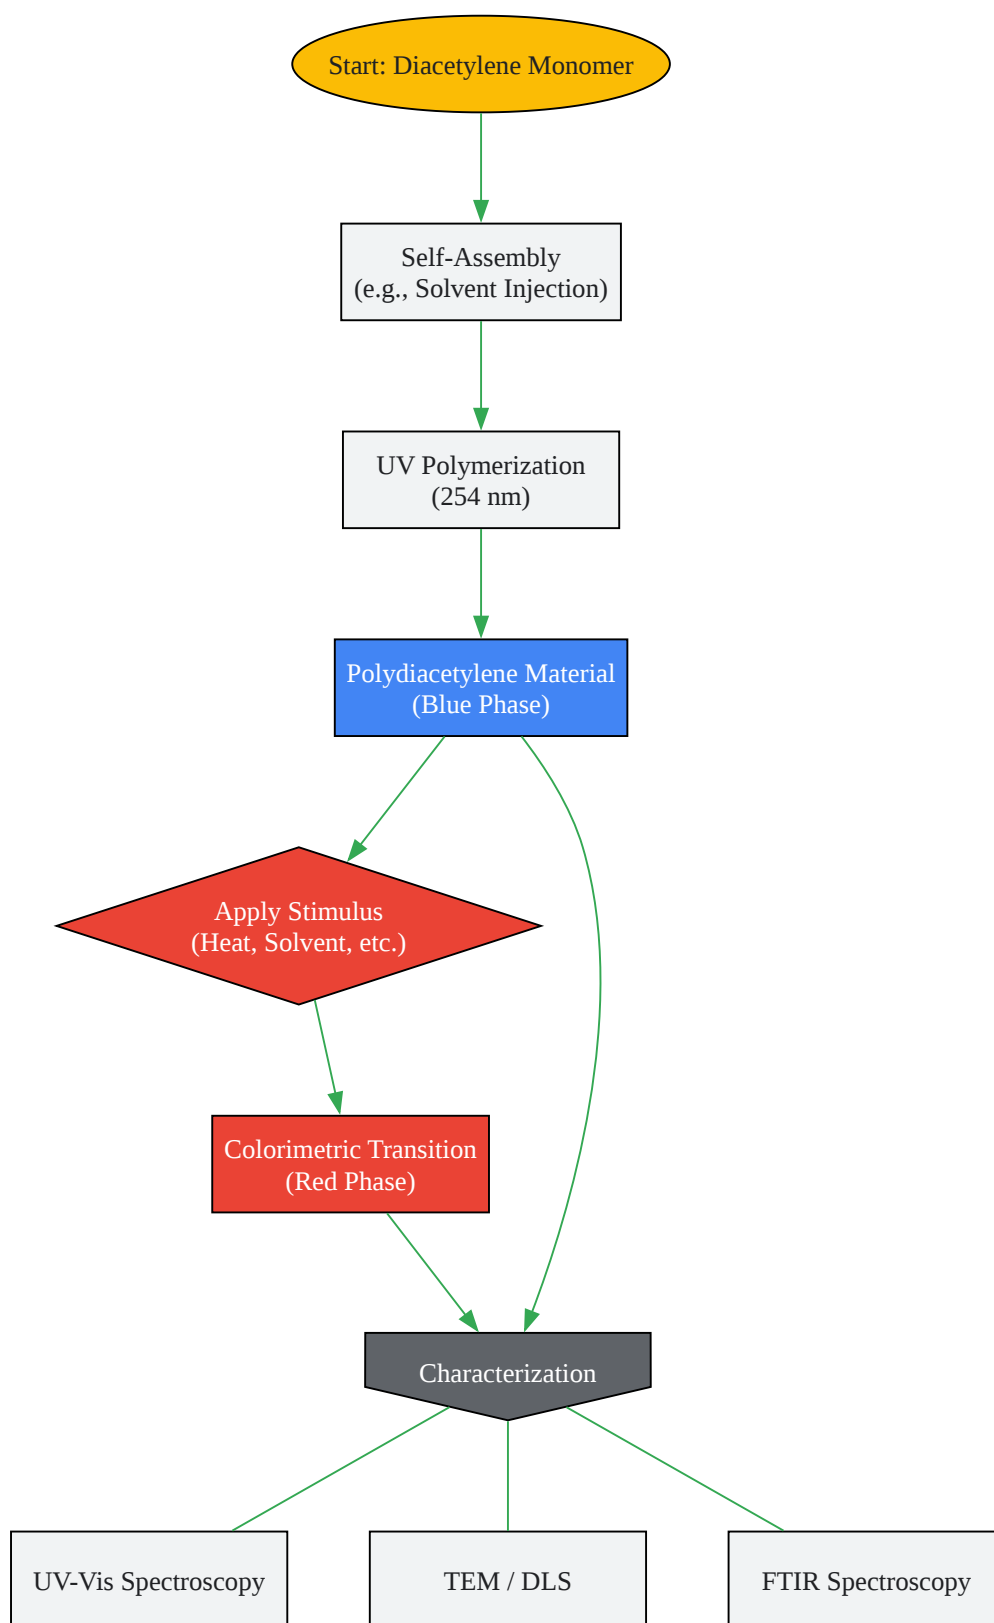 Start: Diacetylene Monomer
Self-Assembly
(e.g., Solvent Injection)
UV Polymerization
(254 nm)
Polydiacetylene Material
(Blue Phase)
Apply Stimulus
(Heat, Solvent, etc.)
Colorimetric Transition
(Red Phase)
Characterization
UV-Vis Spectroscopy
TEM / DLS
FTIR Spectroscopy